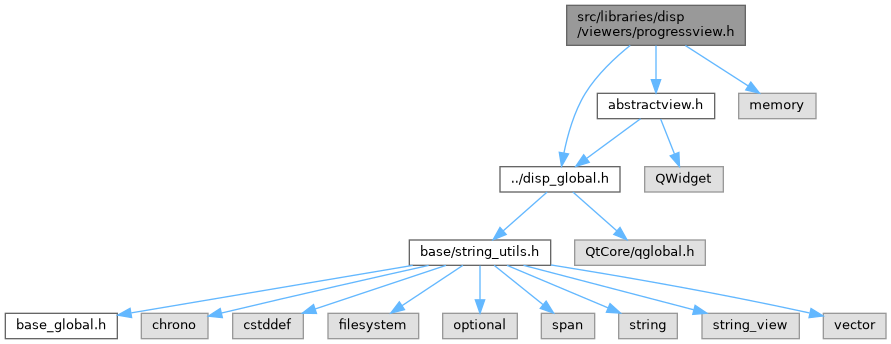 src/libraries/disp
/viewers/progressview.h
abstractview.h
memory
../disp_global.h
QWidget
base/string_utils.h
QtCore/qglobal.h
base_global.h
chrono
cstddef
filesystem
optional
span
string
string_view
vector